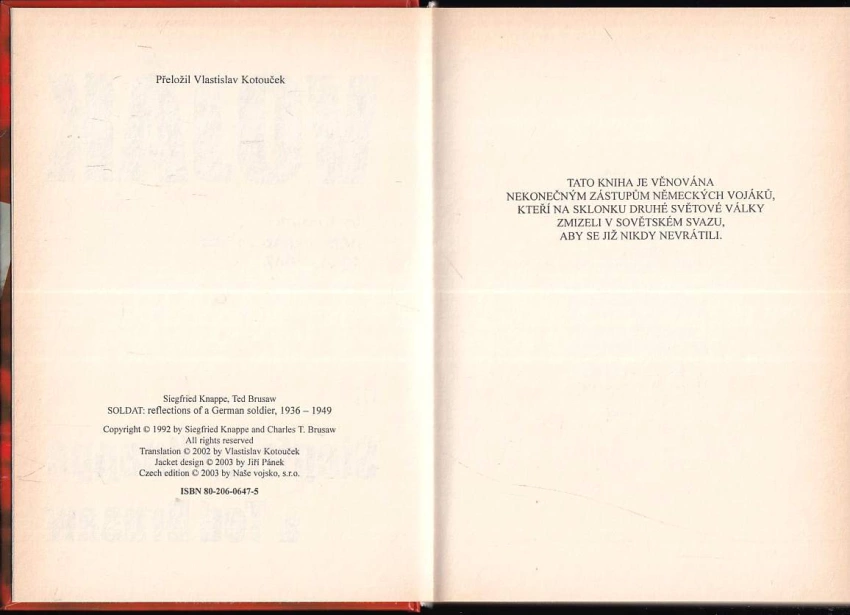 Přeložil Vlastislav Kotouček
Siegfried Knappe, Ted Brusaw
SOLDAT: reflections of a German soldier, 1936 – 1949
Copyright © 1992 by Siegfried Knappe and Charles T. Brusaw
All rights reserved
Translation © 2002 by Vlastislav Kotouček
Jacket design © 2003 by Jiří Pánek
Czech edition © 2003 by Naše vojsko, s.r.o.
ISBN 80-206-0647-5
TATO KNIHA JE VĚNOVÁNA
NEKONEČNÝM ZÁSTUPŮM NĚMECKÝCH VOJÁKŮ,
KTEŘÍ NA SKLONKU DRUHÉ SVĚTOVÉ VÁLKY
ZMIZELI V SOVĚTSKÉM SVAZU,
ABY SE JIŽ NIKDY NEVRÁTILI.